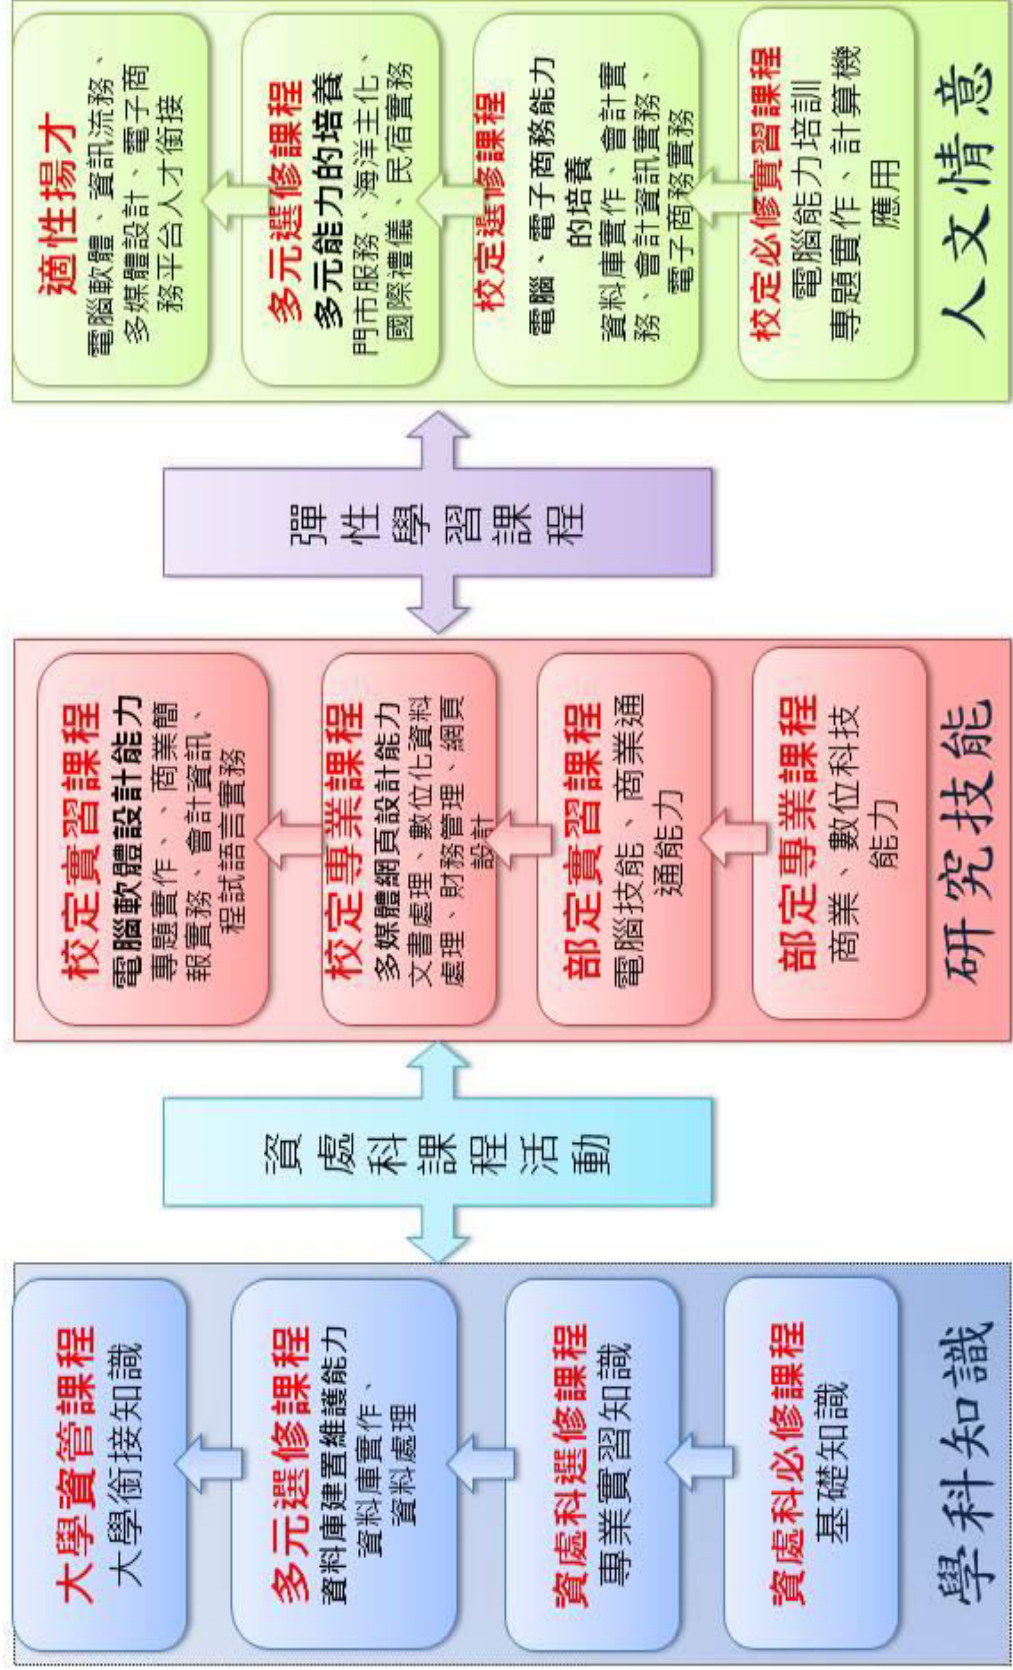 大學資管課程
大學銜接知識
多元選修課程
資料庫建置維護能力
資料庫實作、
資料處理
資處科選修課程
專業實習知識
資處科必修課程
基礎知識
學科知識
資處科課程活動
校定實習課程
電腦軟體設計能力
專題實作、、商業簡
報實務、會計資訊、
程試語言實務
校定專業課程
多媒體網頁設計能力
文書處理、數位化資料
處理、財務管理、網頁
設計
部定實習課程
電腦技能、商業通
通能力
部定專業課程
商業、數位科技
能力
研究技能
彈性學習課程
適性揚才
電腦軟體、資訊流務、
多媒體設計、電子商
務平台人才銜接
多元選修課程
多元能力的培養
門市服務、海洋主化、
國際禮儀、民宿實務
校定選修課程
電腦、電子商務能力
的培養
資料庫實作、會計實
務、會計資訊實務、
電子商務實務
校定必修實習課程
電腦能力培訓
專題實作、計算機
應用
人文情意